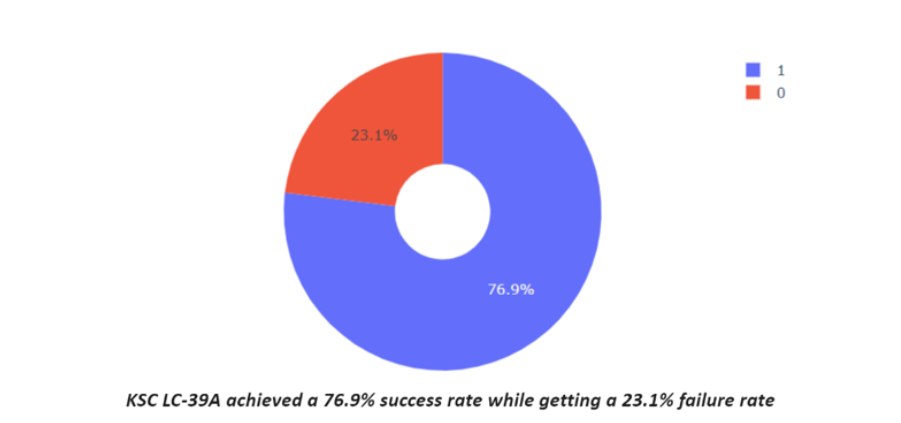 1
0
23.1%
76.9%
KSC LC-39A achieved a 76.9% success rate while getting a 23.1% failure rate